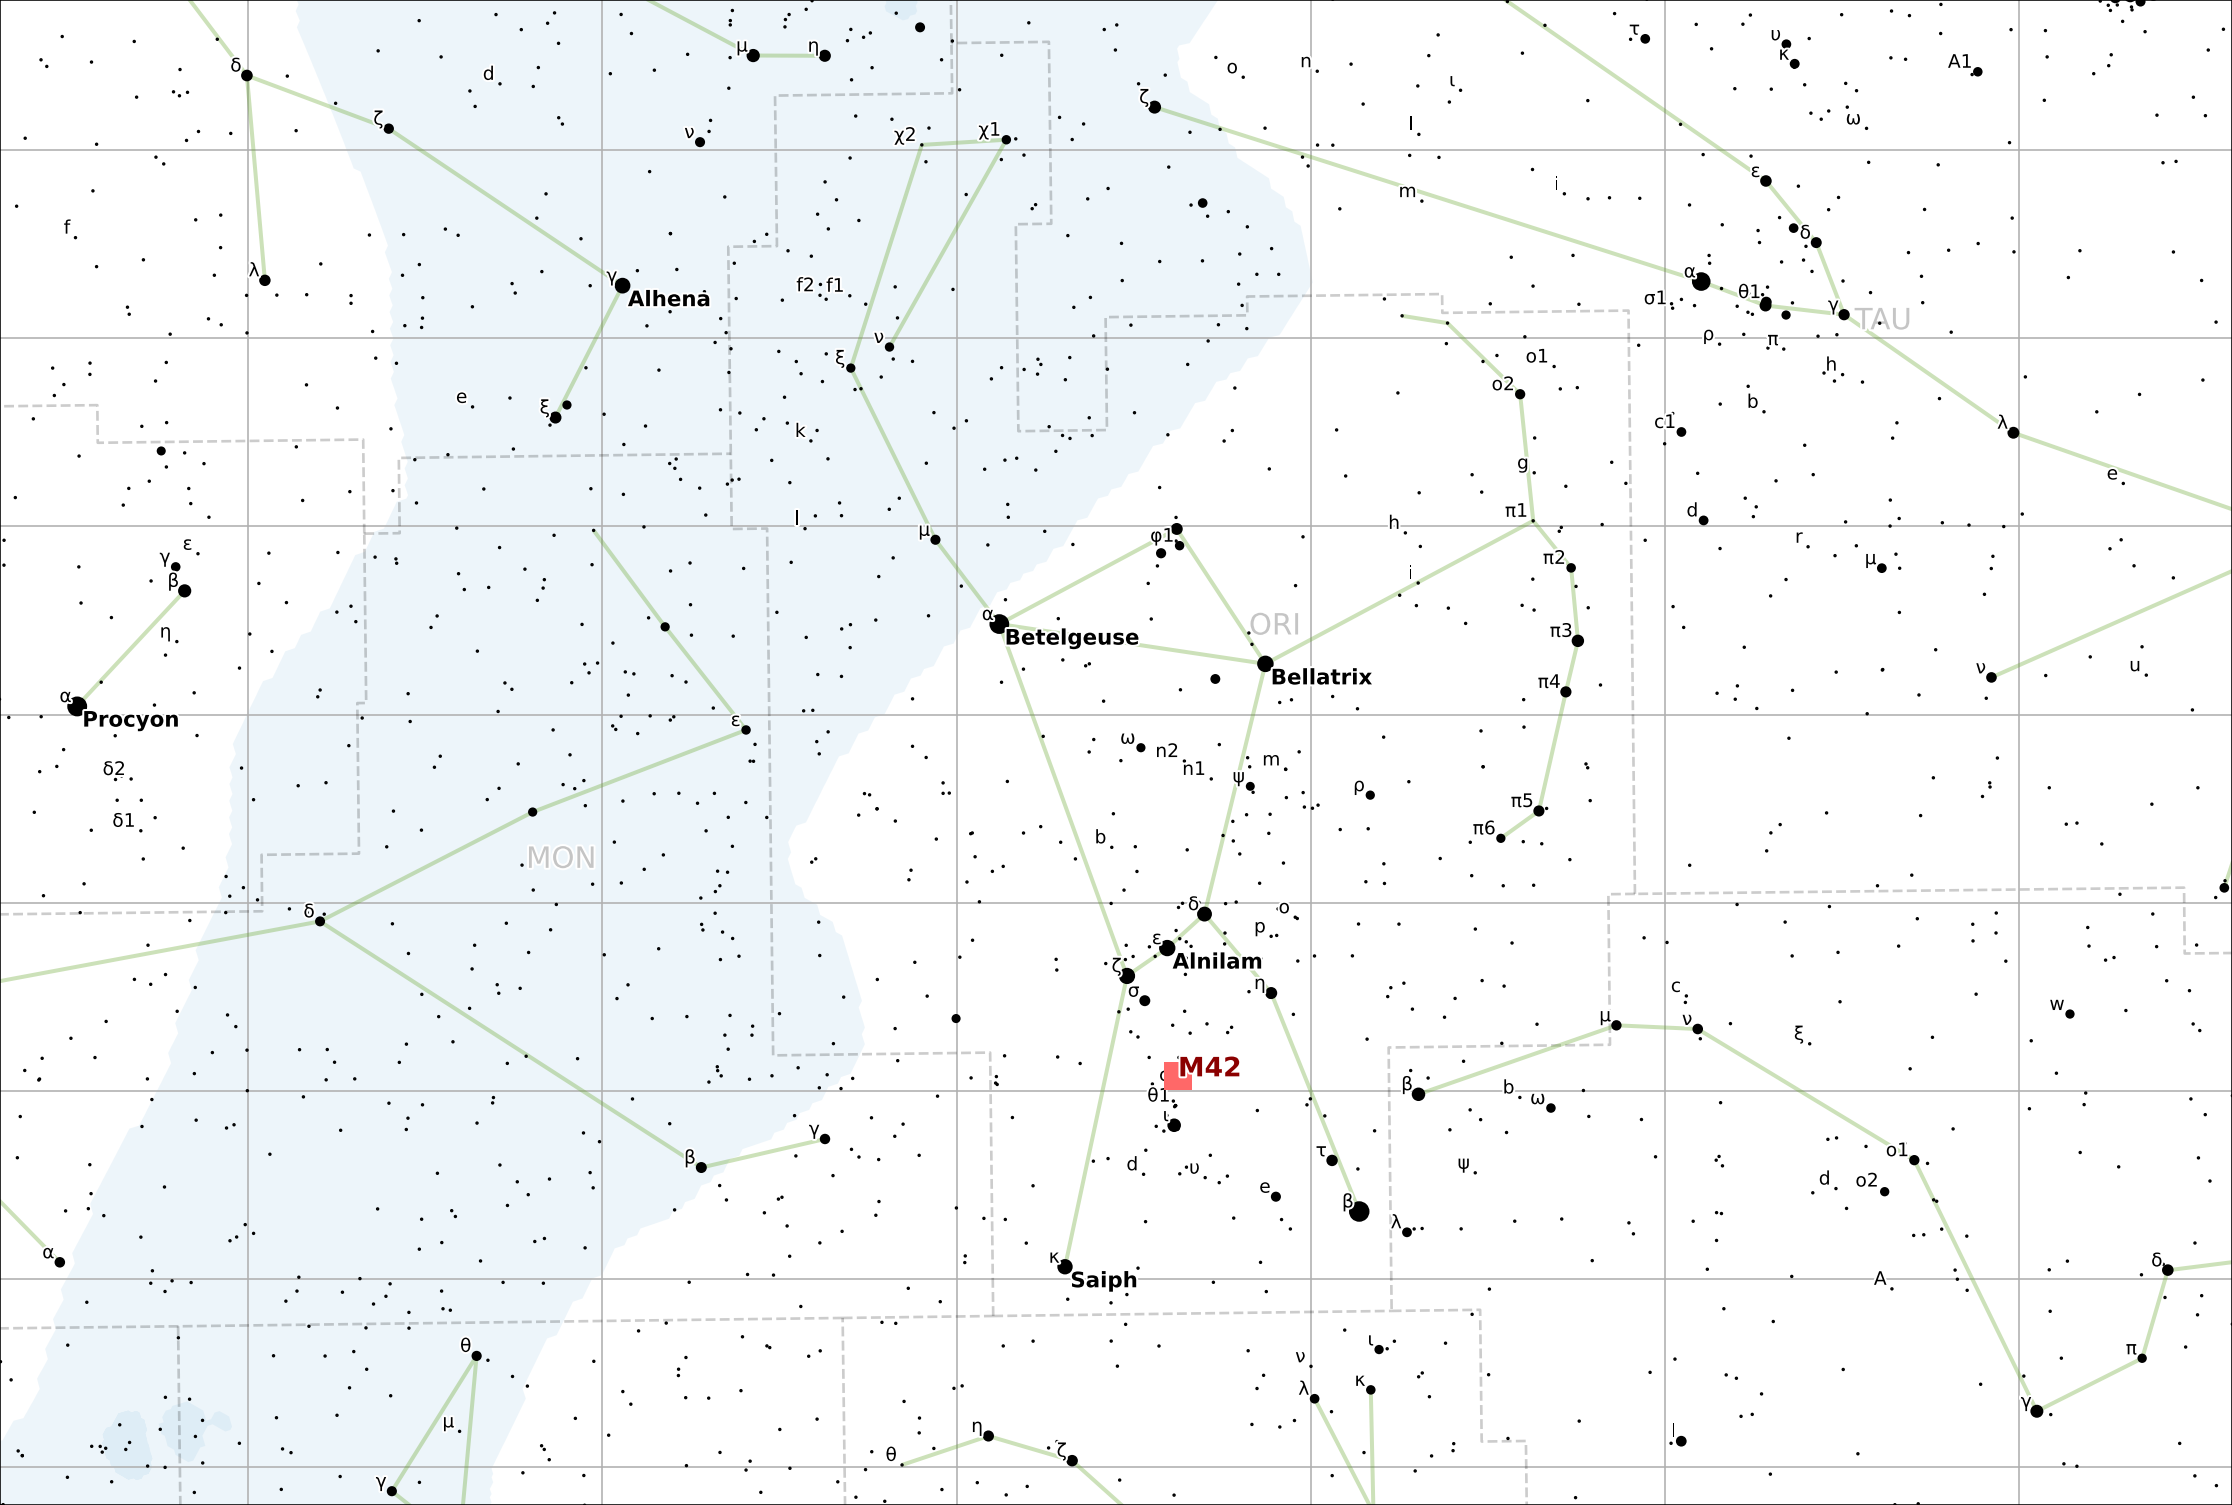 μ η τ υ κ A1
δ d ο n ι
ζ ν χ2 χ1 ζ l ω
f m i ε
δ
λ γ Alhena f2 f1 α σ1 θ1 γ TAU
ρ π
ξ ν o1 h
e ξ o2 b
k c1 λ
g e
l μ φ1 h π1 d
γ ε r μ
β i π2
η α Betelgeuse ORI π3
α Procyon Bellatrix π4 ν u
ε
δ2 ω n2 n1 ψ m ρ
δ1 b π6 π5
MON
δ δ o
ε Alnilam p
ζ
σ η c w
μ ν ξ
M42
θ1 β b ω
ι
γ
β d υ τ ψ o1
e d o2
β λ
α κ Saiph A δ
θ ι
ν κ π
λ
μ η γ
θ ζ l
γ